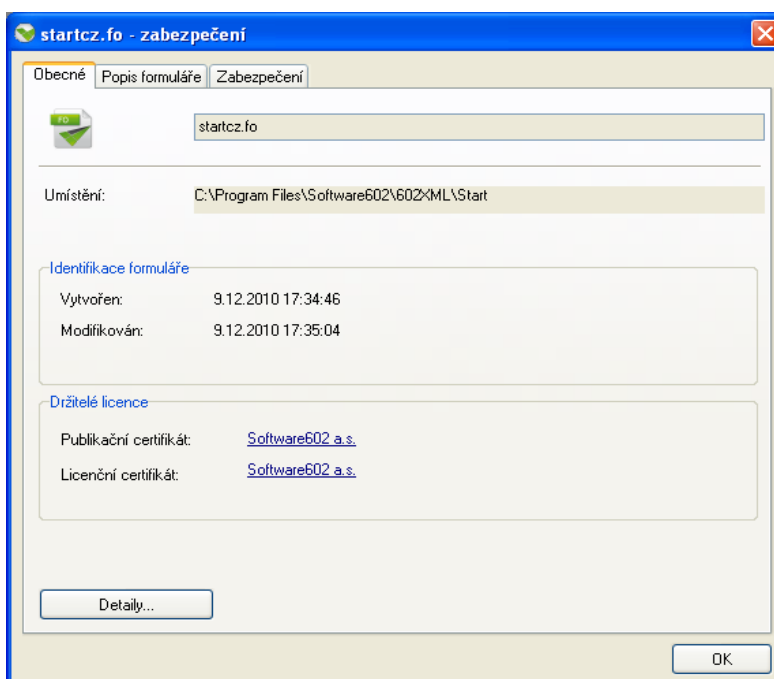 startcz.fo - zabezpečení
Obecné Popis formuláře Zabezpečení
FO
startcz.fo
Umístění: C:\Program Files\Software602\602XML\Start
Identifikace formuláře
Vytvořen: 9.12.2010 17:34:46
Modifikován: 9.12.2010 17:35:04
Držitelé licence
Publikační certifikát: Software602 a.s.
Licenční certifikát: Software602 a.s.
Detaily...
OK